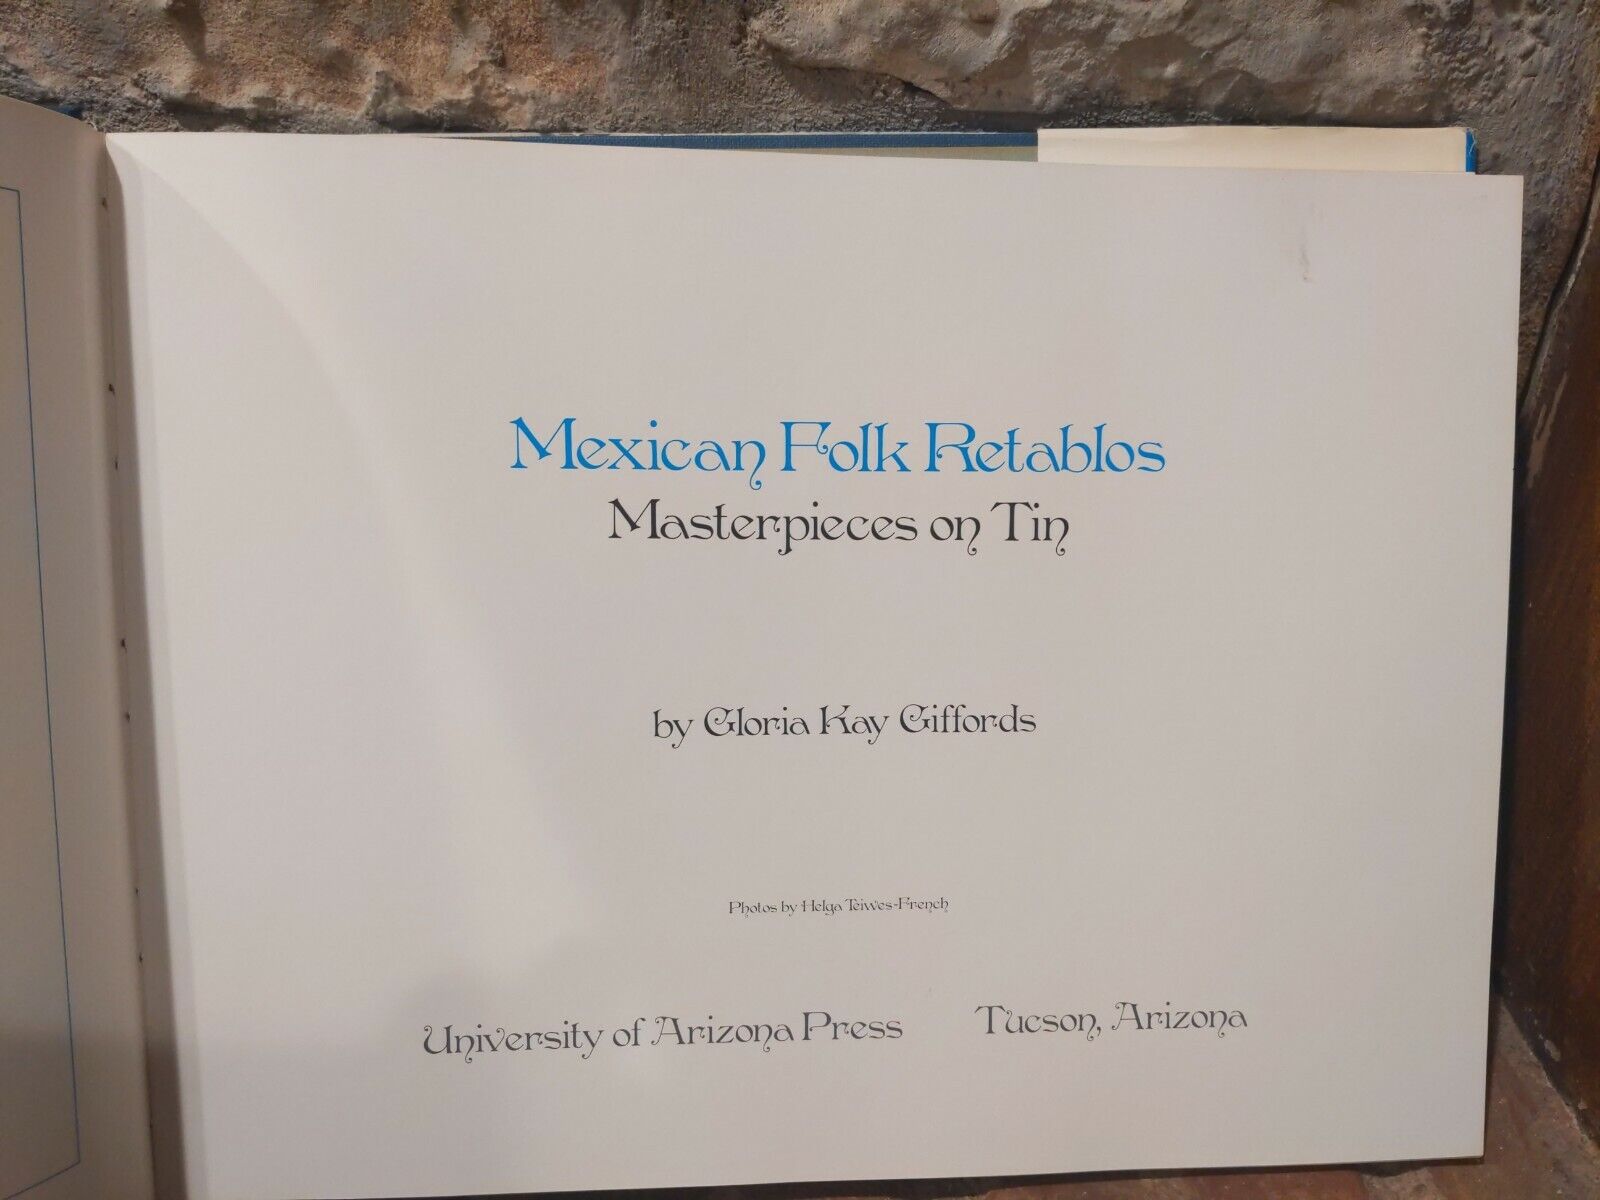 Mexican Folk Retablos
Masterpieces on Tin
by Gloria Kay Giffords
Photos by Helga Teiwes-French
University of Arizona Press Tucson, Arizona